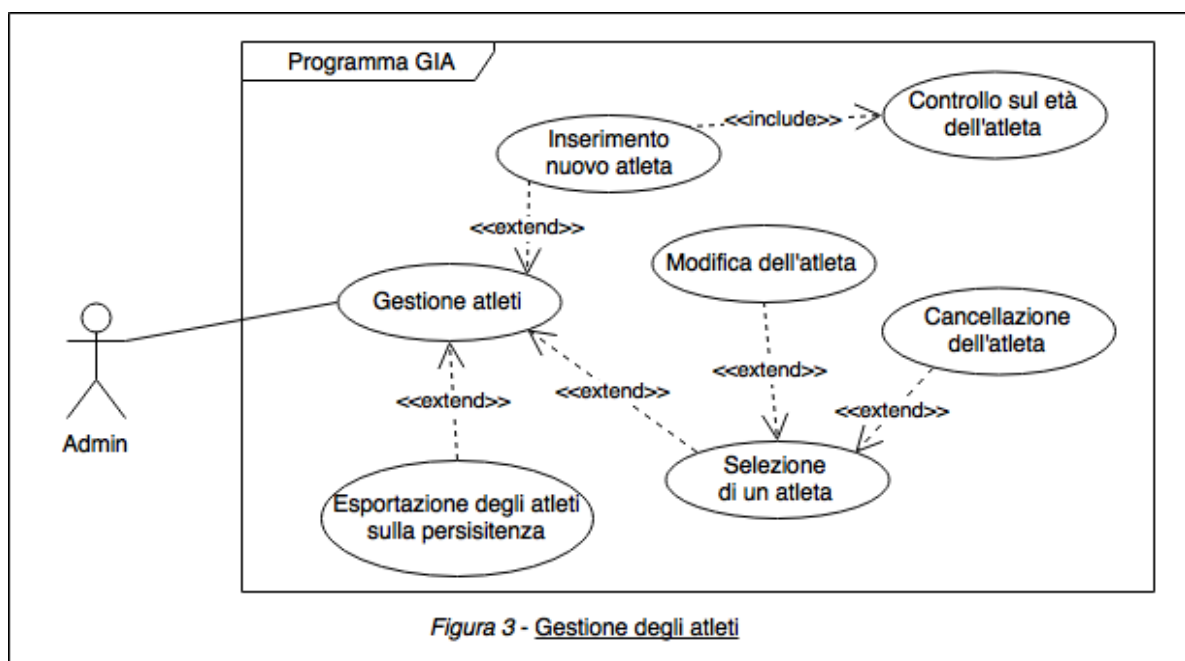 Programma GIA
Controllo sul età
dell'atleta
<<include>>
Inserimento
nuovo atleta
<<extend>>
Modifica dell'atleta
Gestione atleti
Cancellazione
dell'atleta
<<extend>>
<<extend>>
<<extend>>
<<extend>>
Admin
Selezione
di un atleta
Esportazione degli atleti
sulla persisitenza
Figura 3 - Gestione degli atleti